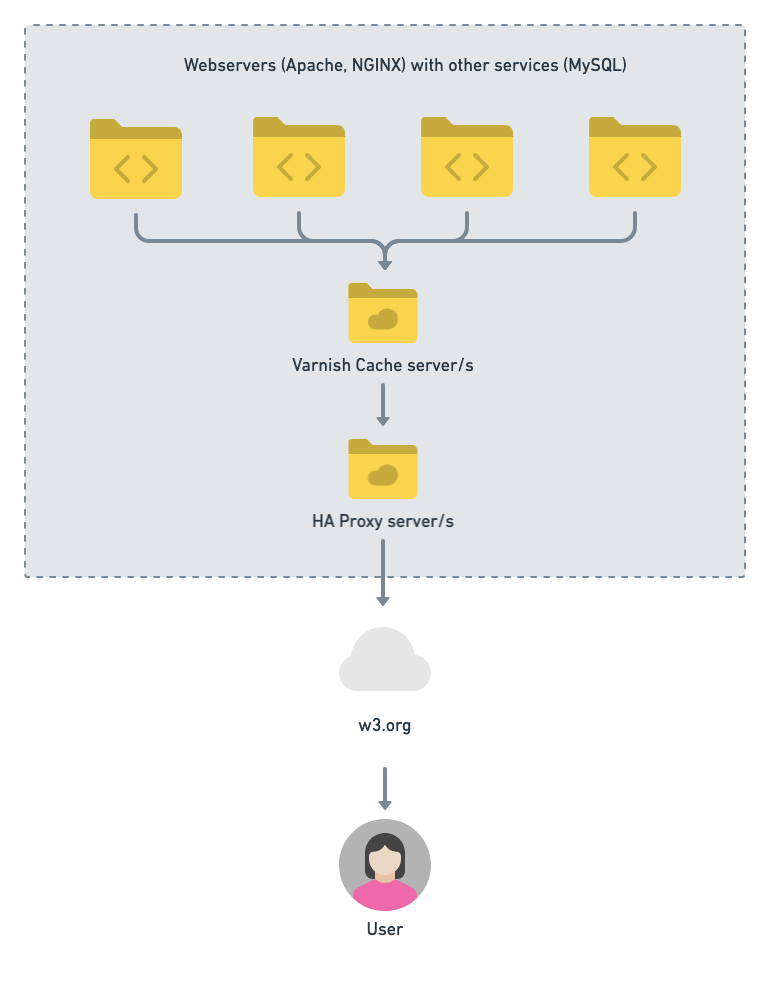 Webservers (Apache, NGINX) with other services (MySQL)
Varnish Cache server/s
HA Proxy server/s
w3.org
User